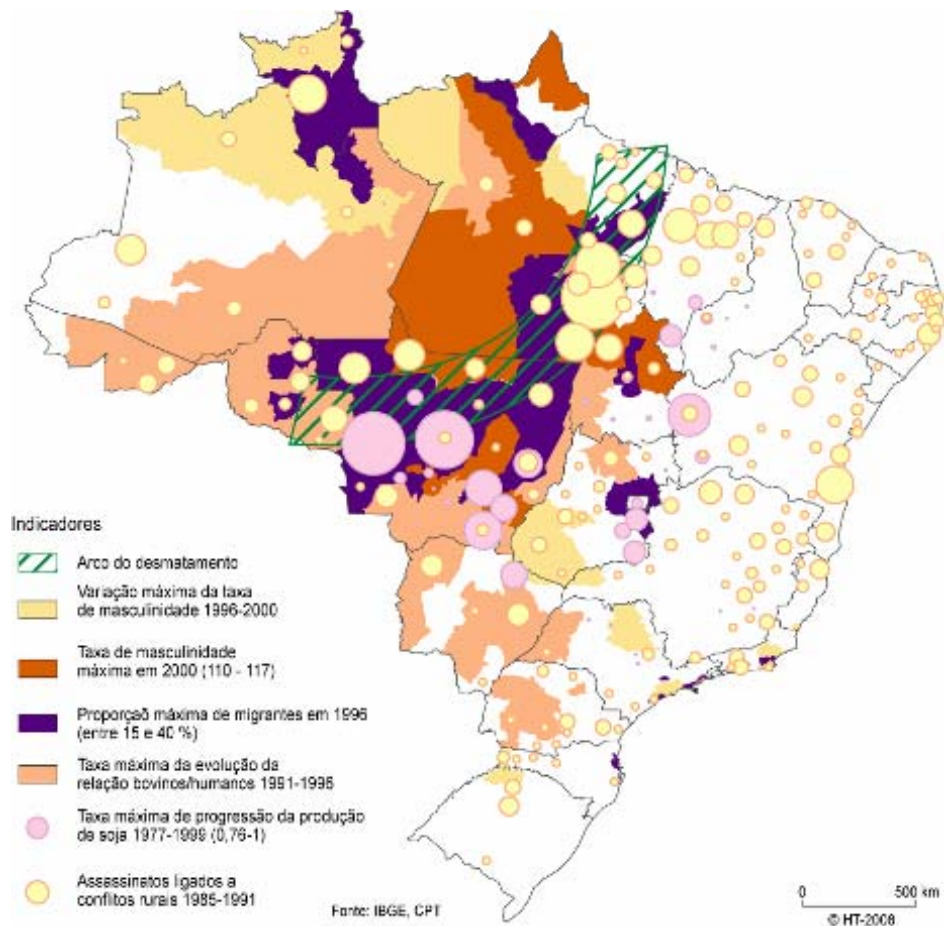 Indicadores
Arco do desmatamento
Variação máxima da taxa
de masculinidade 1996-2000
Taxa de masculinidade
máxima em 2000 (110 - 117)
Proporçaõ máxima de migrantes em 1996
(entre 15 e 40 %)
Taxa máxima da evolução da
relação bovinos/humanos 1991-1996
Taxa máxima de progressão da produção
de soja 1977-1999 (0,76-1)
Assassinatos ligados a
conflitos rurais 1985-1991
Fonte: IBGE, CPT
0 500 km
© HT-2008